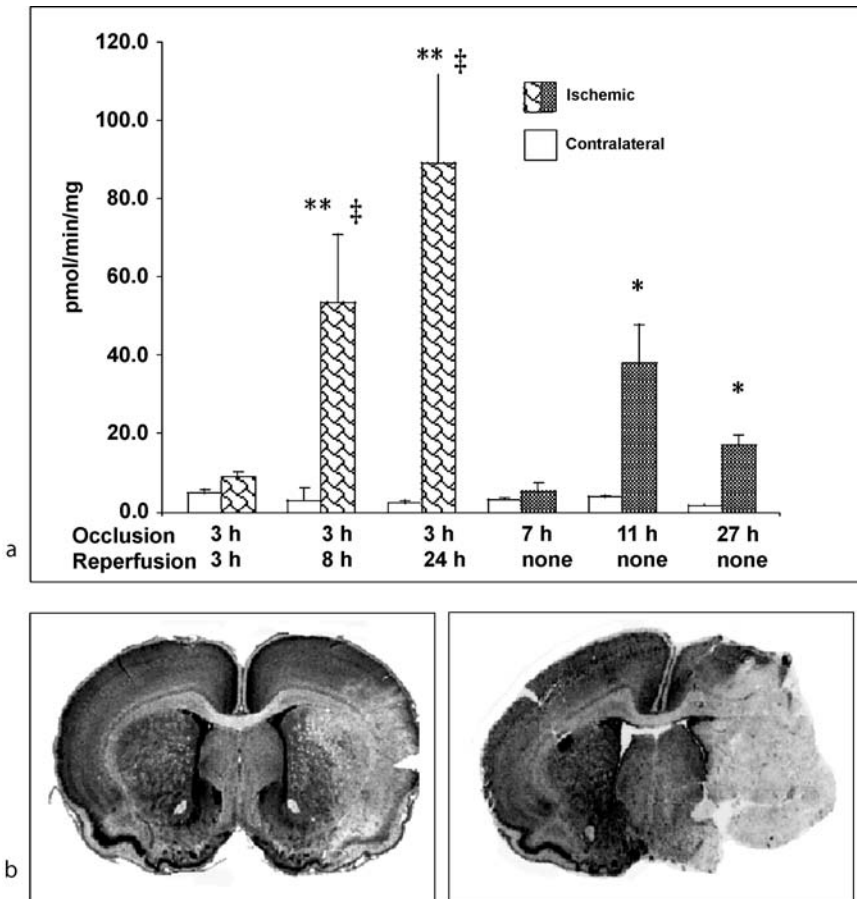 120.0
100.0
80.0
60.0
40.0
20.0
0.0
pmol/min/mg
** ‡
** ‡
*
*
Ischemic
Contralateral
Occlusion 3 h 3 h 3 h 7 h 11 h 27 h
Reperfusion 3 h 8 h 24 h none none none
a
b